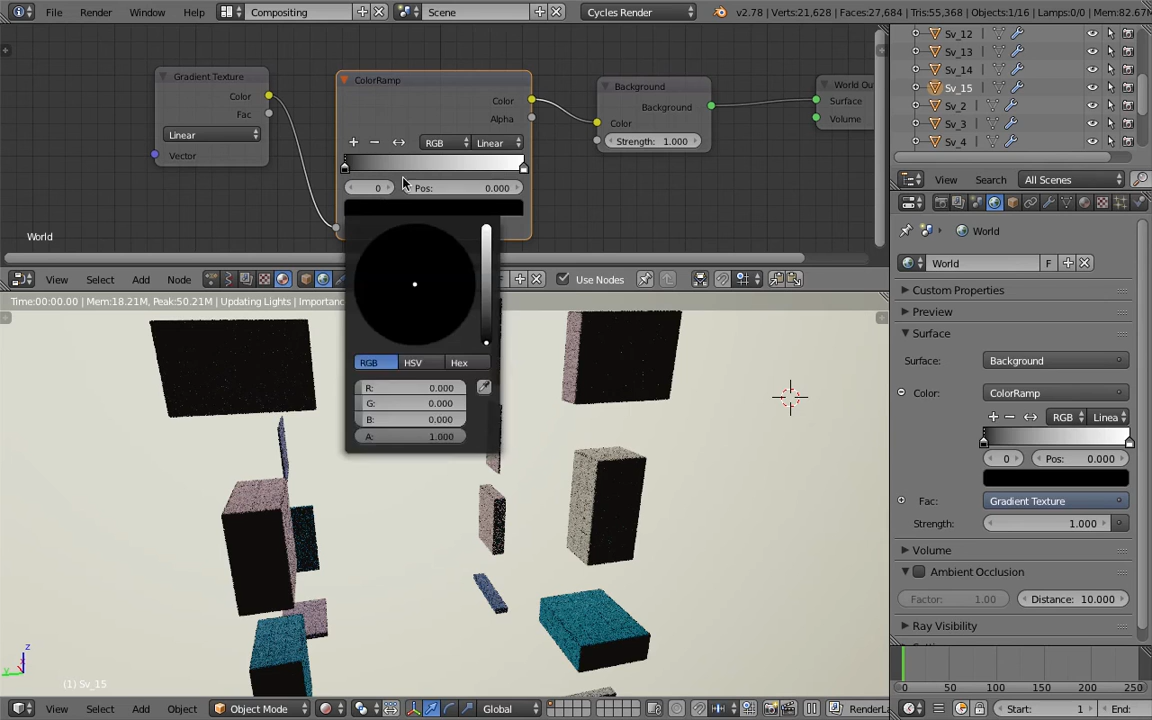 File Render Window Help Compositing Scene Cycles Render v2.78 | Verts:21,628 | Faces:27,684 | Tris:55,368 | Objects:1/16 | Lamps:0/0 | Mem:82.67M
Gradient Texture
Color
Fac
Linear
Vector
ColorRamp
Color
Alpha
RGB Linear
0 Pos: 0.000
Background
Background
Color
Strength: 1.000
World Ou
Surface
Volume
World
View Select Add Node Use Nodes
Time:00:00.00 | Mem:18.21M, Peak:50.21M | Updating Lights | Importanc
RGB HSV Hex
R: 0.000
G: 0.000
B: 0.000
A: 1.000
(1) Sv_15
View Select Add Object Object Mode Global RenderLa
Sv_12
Sv_13
Sv_14
Sv_15
Sv_2
Sv_3
Sv_4
View Search All Scenes
World
World F
Custom Properties
Preview
Surface
Surface: Background
Color: ColorRamp
RGB Linea
0 Pos: 0.000
Fac: Gradient Texture
Strength: 1.000
Volume
Ambient Occlusion
Factor: 1.00 Distance: 10.000
Ray Visibility
0 50 100 150 200 250
Start: 1